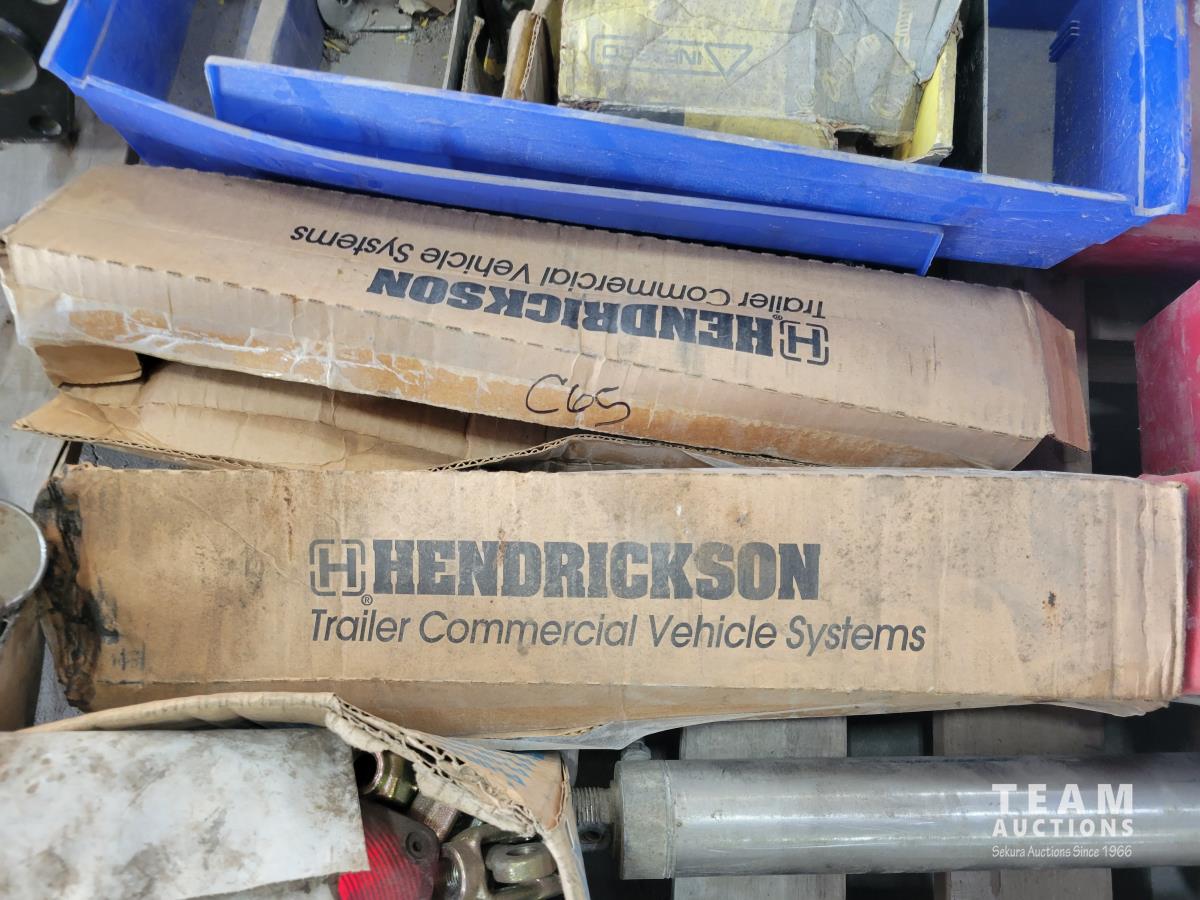 Trailer Commercial Vehicle Systems
H® HENDRICKSON
C65
H® HENDRICKSON
Trailer Commercial Vehicle Systems
TEAM
AUCTIONS
Sekura Auctions Since 1966